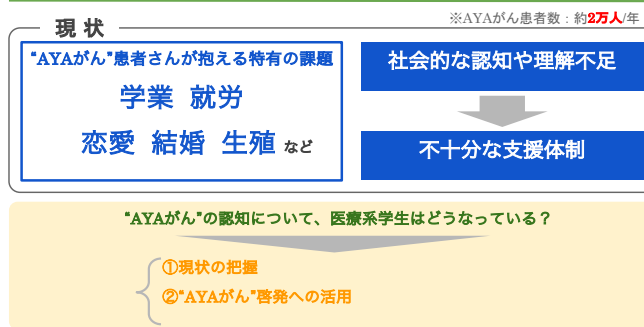 ※AYAがん患者数：約2万人/年
現 状
“AYAがん”患者さんが抱える特有の課題
学業 就労
恋愛 結婚 生殖 など
社会的な認知や理解不足
不十分な支援体制
“AYAがん”の認知について、医療系学生はどうなっている？
①現状の把握
②“AYAがん”啓発への活用